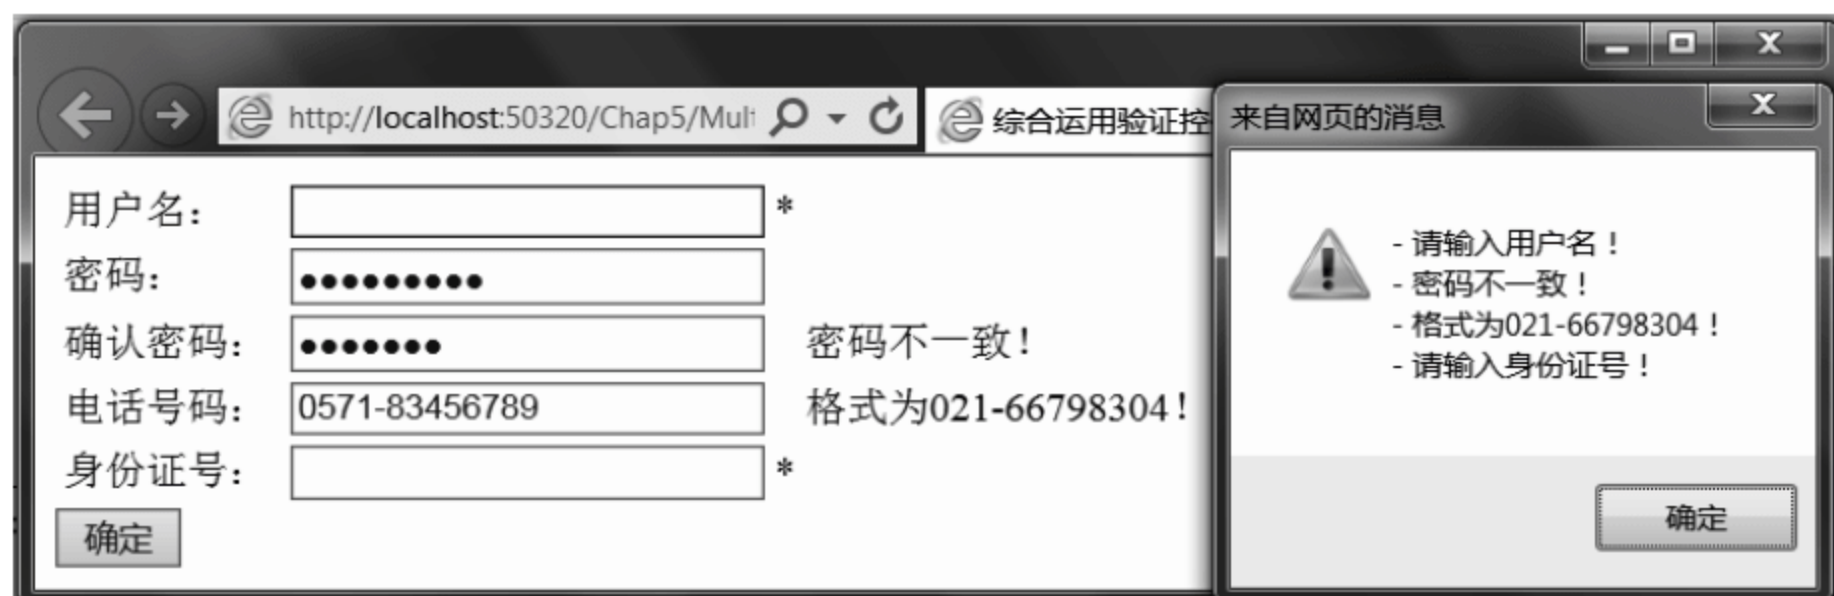 http://localhost:50320/Chap5/Mult
综合运用验证控
来自网页的消息
用户名： *
密码： ●●●●●●●●●
确认密码： ●●●●●●● 密码不一致！
电话号码： 0571-83456789 格式为021-66798304！
身份证号： *
确定
- 请输入用户名！
- 密码不一致！
- 格式为021-66798304！
- 请输入身份证号！
确定